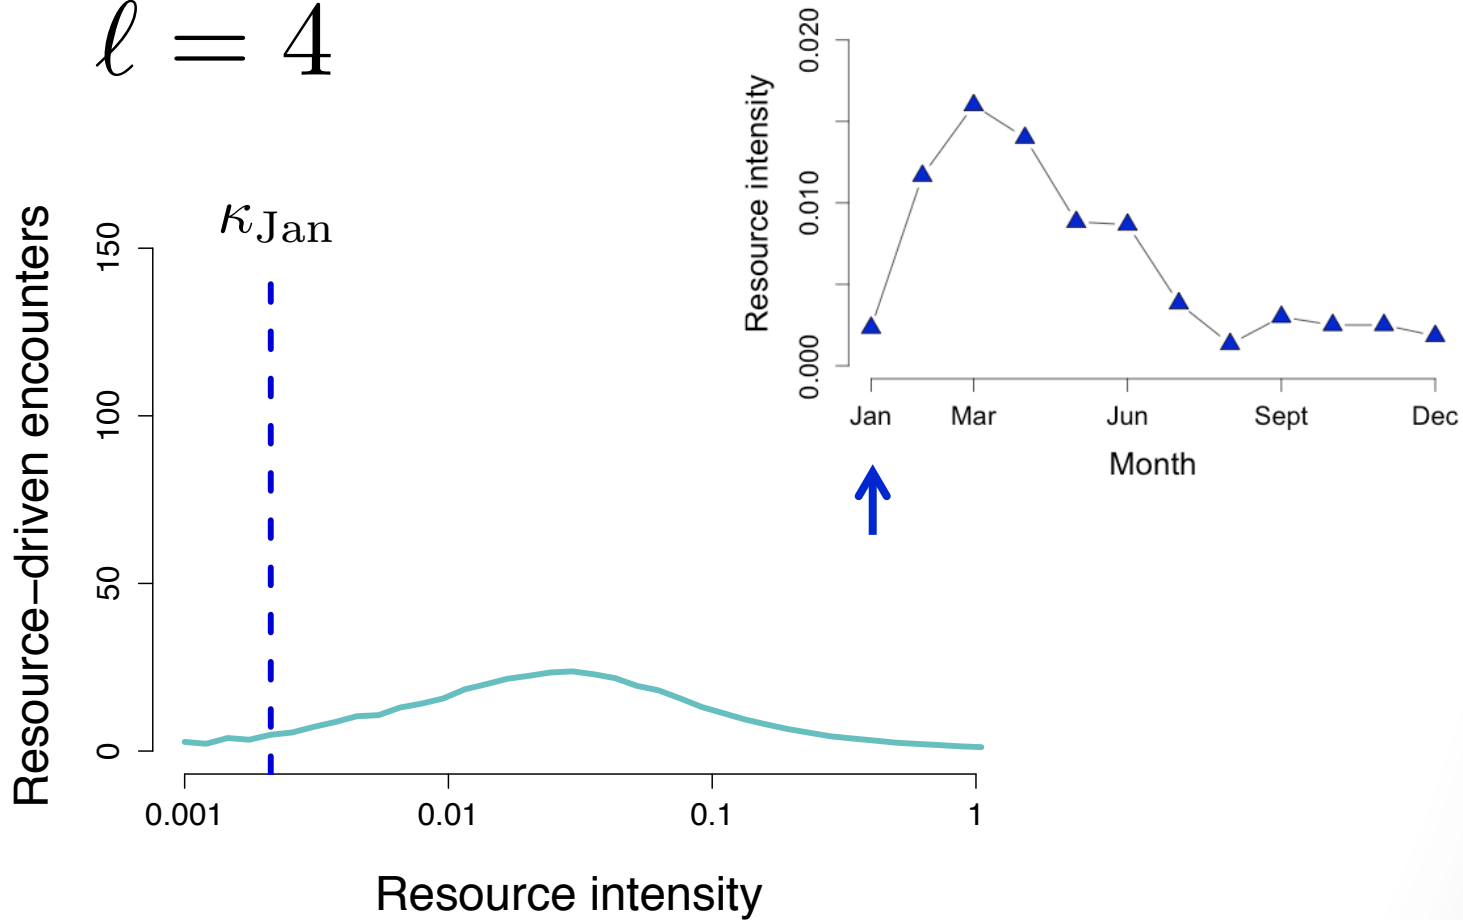 ℓ = 4
κJan
Resource−driven encounters
150
100
50
0
0.001 0.01 0.1 1
Resource intensity
Resource intensity
0.020
0.010
0.000
Jan Mar Jun Sept Dec
Month